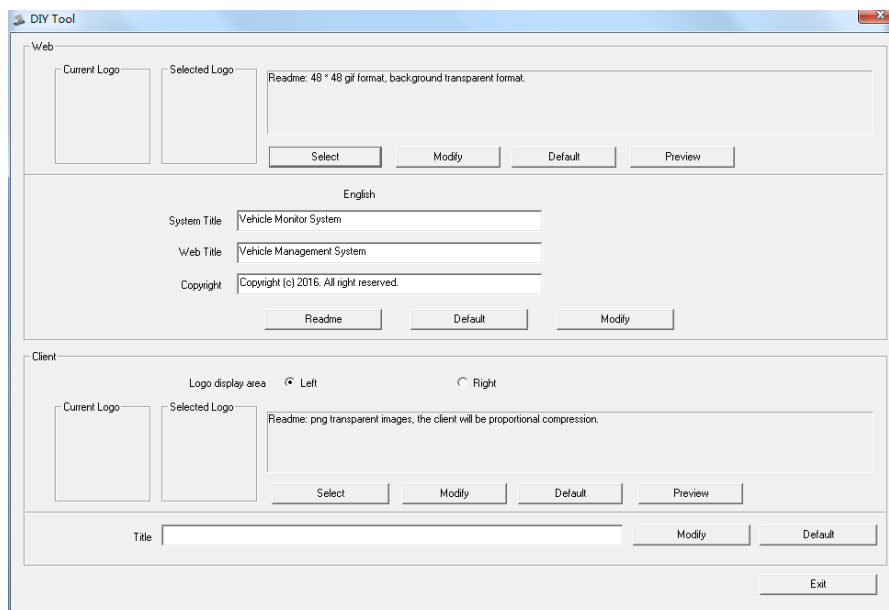 DIY Tool
Web
Current Logo
Selected Logo
Readme: 48 * 48 gif format, background transparent format.
Select
Modify
Default
Preview
English
System Title
Vehicle Monitor System
Web Title
Vehicle Management System
Copyright
Copyright (c) 2016. All right reserved.
Readme
Default
Modify
Client
Logo display area
Left
Right
Current Logo
Selected Logo
Readme: png transparent images, the client will be proportional compression.
Select
Modify
Default
Preview
Title
Modify
Default
Exit